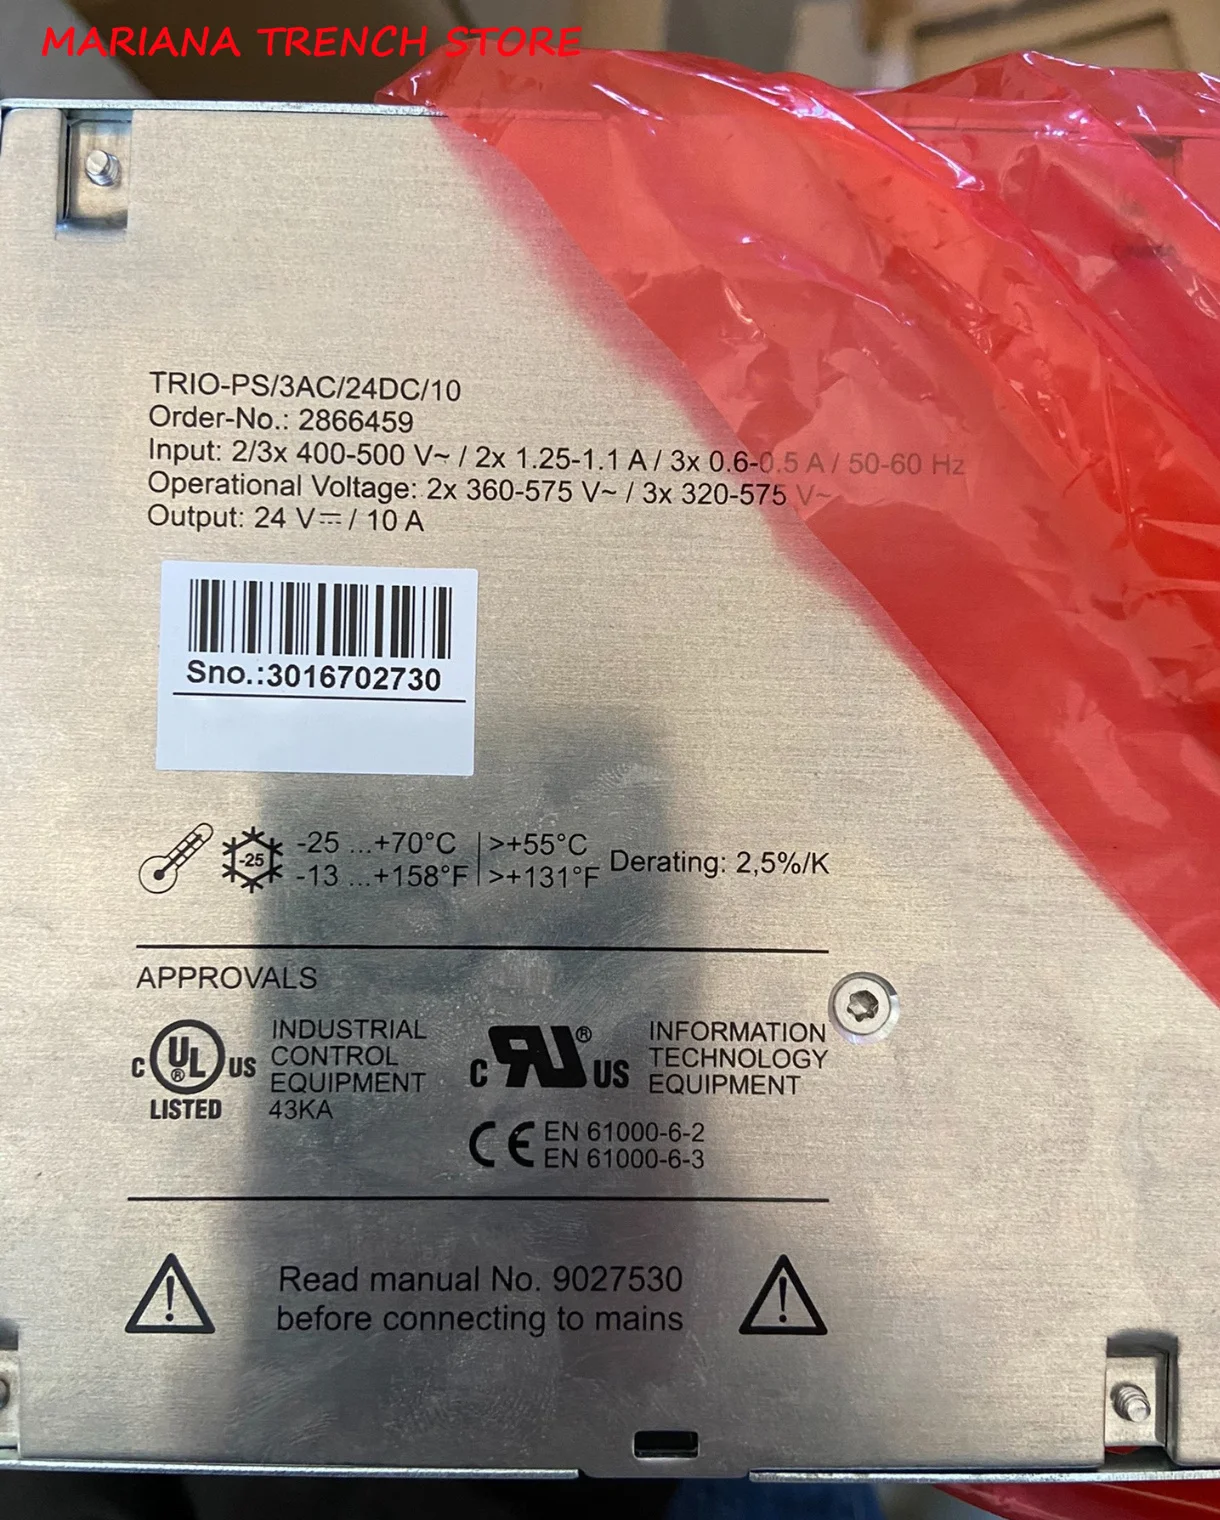 MARIANA TRENCH STORE
TRIO-PS/3AC/24DC/10
Order-No.: 2866459
Input: 2/3x 400-500 V~ / 2x 1.25-1.1 A / 3x 0.6-0.5 A / 50-60 Hz
Operational Voltage: 2x 360-575 V~ / 3x 320-575 V~
Output: 24 V⎓ / 10 A
Sno.:3016702730
-25 -25 ...+70°C >+55°C
-13 ...+158°F >+131°F Derating: 2,5%/K
APPROVALS
C UL® US LISTED
INDUSTRIAL
CONTROL
EQUIPMENT
43KA
C RU® US
INFORMATION
TECHNOLOGY
EQUIPMENT
CE EN 61000-6-2
EN 61000-6-3
! Read manual No. 9027530 !
before connecting to mains